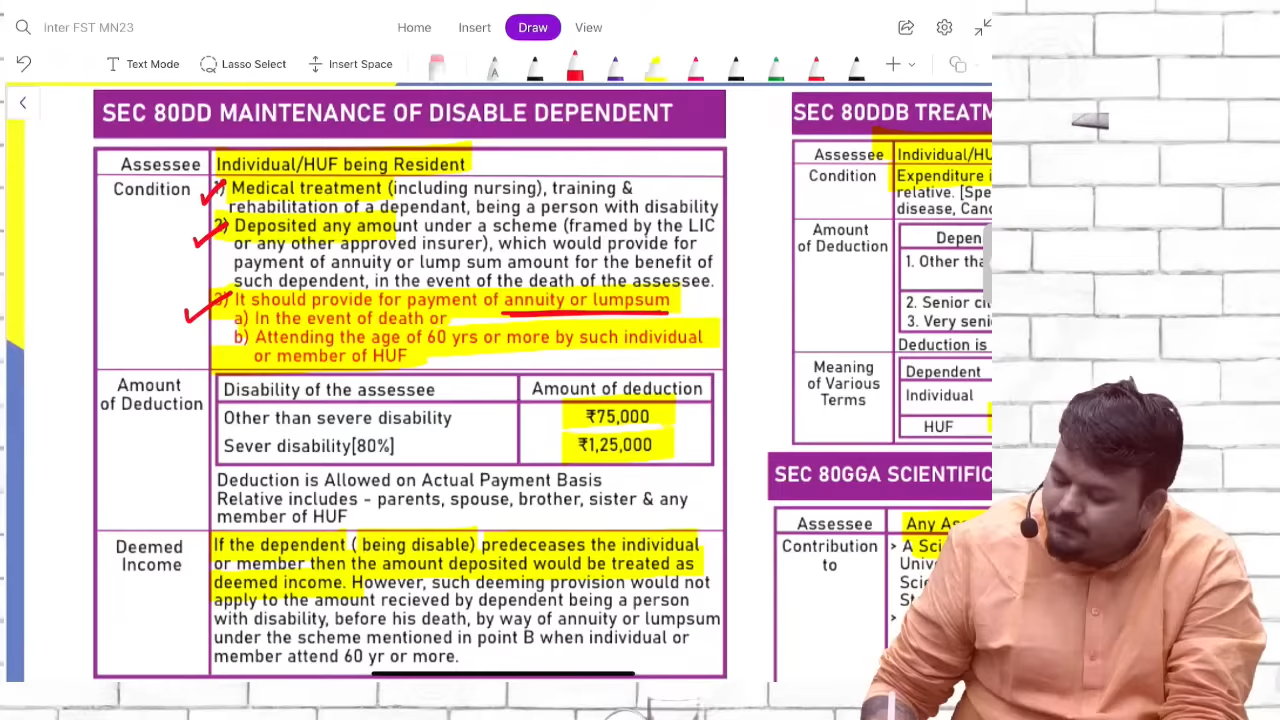 Inter FST MN23
Home
Insert
Draw
View
Text Mode
Lasso Select
Insert Space
SEC 80DD MAINTENANCE OF DISABLE DEPENDENT
Assessee
Individual/HUF being Resident
Condition
1) Medical treatment (including nursing), training &
rehabilitation of a dependant, being a person with disability
2) Deposited any amount under a scheme (framed by the LIC
or any other approved insurer), which would provide for
payment of annuity or lump sum amount for the benefit of
such dependent, in the event of the death of the assessee.
3) It should provide for payment of annuity or lumpsum
a) In the event of death or
b) Attending the age of 60 yrs or more by such individual
or member of HUF
Amount
of Deduction
Disability of the assessee
Amount of deduction
Other than severe disability
₹75,000
Sever disability[80%]
₹1,25,000
Deduction is Allowed on Actual Payment Basis
Relative includes - parents, spouse, brother, sister & any
member of HUF
Deemed
Income
If the dependent ( being disable) predeceases the individual
or member then the amount deposited would be treated as
deemed income. However, such deeming provision would not
apply to the amount recieved by dependent being a person
with disability, before his death, by way of annuity or lumpsum
under the scheme mentioned in point B when individual or
member attend 60 yr or more.
SEC 80DDB
Assessee
Individual/HU
Condition
Expenditure
relative. [Spe
disease, Can
Amount
of Deduction
Depen
1. Other tha
2. Senior
3. Very
Deduction is
Meaning
of Various
Terms
Dependent
Individual
HUF
SEC 80GGA SCIENTIFIC
Assessee
Any As
Contribution
to
A Sci